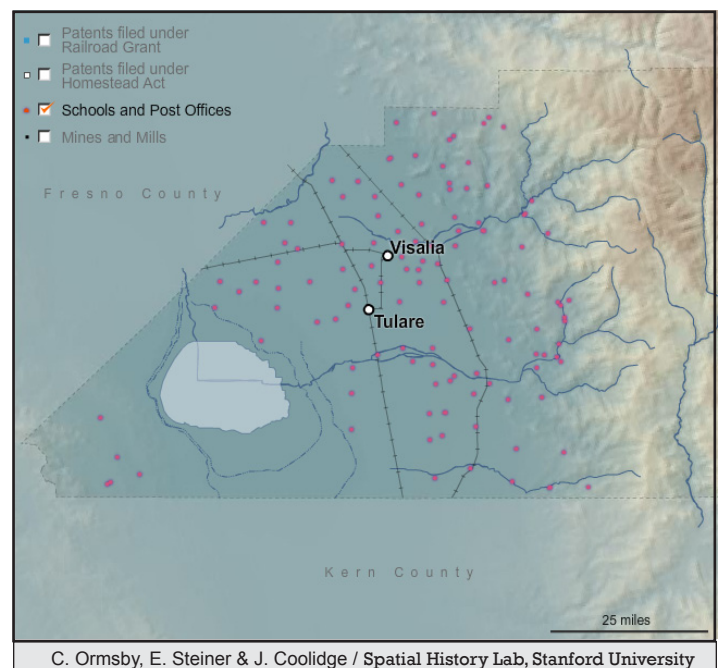 Patents filed under
Railroad Grant
Patents filed under
Homestead Act
Schools and Post Offices
Mines and Mills
Fresno County
Visalia
Tulare
Kern County
25 miles
C. Ormsby, E. Steiner & J. Coolidge / Spatial History Lab, Stanford University